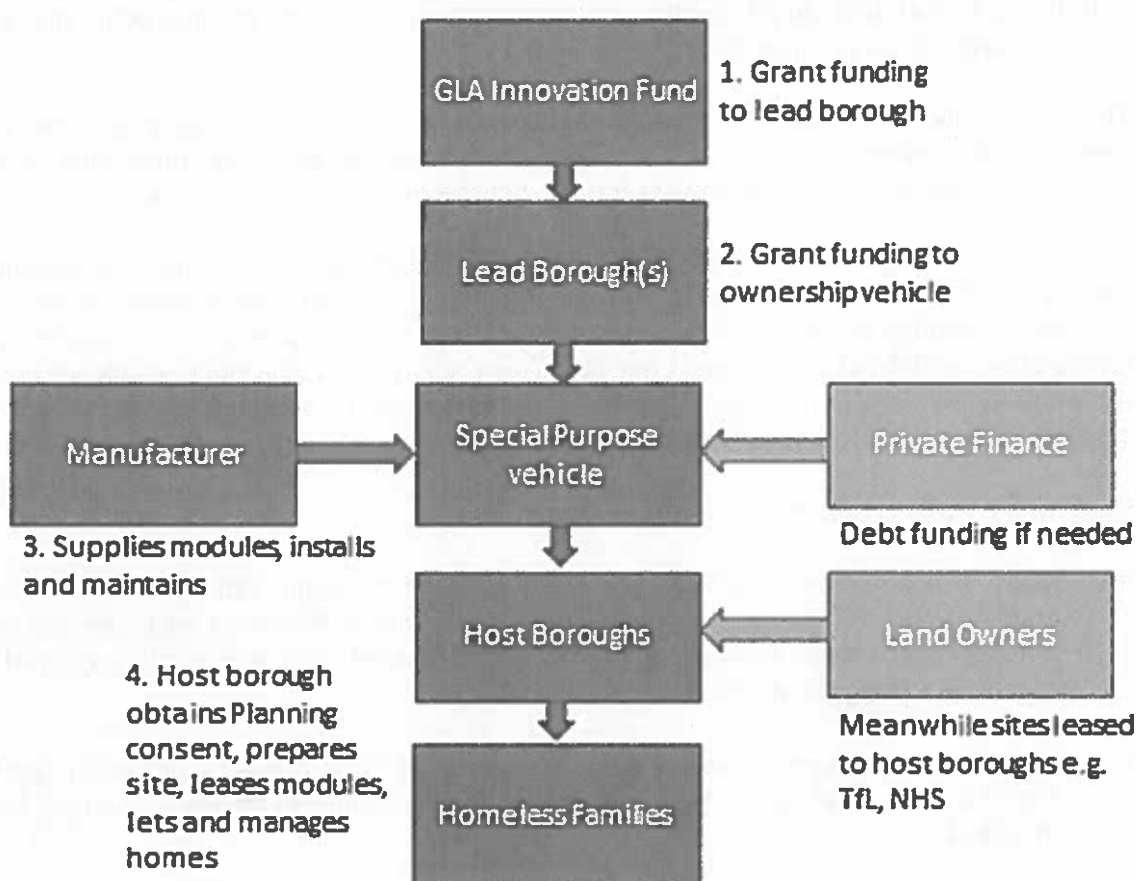 GLA Innovation Fund
1. Grant funding
to lead borough
Lead Borough(s)
2. Grant funding to
ownership vehicle
Manufacturer
Special Purpose
vehicle
Private Finance
3. Supplies modules, installs
and maintains
Debt funding if needed
Host Boroughs
Land Owners
4. Host borough
obtains Planning
consent, prepares
site, leases modules,
lets and manages
homes
Meanwhile sites leased
to host boroughs e.g.
TfL, NHS
Homeless Families